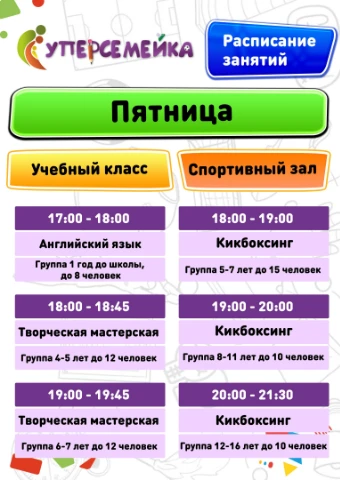 СУПЕРСЕМЕЙКА
Расписание
занятий
Пятница
Учебный класс
Спортивный зал
17:00 - 18:00
Английский язык
Группа 1 год до школы,
до 8 человек
18:00 - 18:45
Творческая мастерская
Группа 4-5 лет до 12 человек
19:00 - 19:45
Творческая мастерская
Группа 6-7 лет до 12 человек
18:00 - 19:00
Кикбоксинг
Группа 5-7 лет до 15 человек
19:00 - 20:00
Кикбоксинг
Группа 8-11 лет до 10 человек
20:00 - 21:30
Кикбоксинг
Группа 12-16 лет до 10 человек